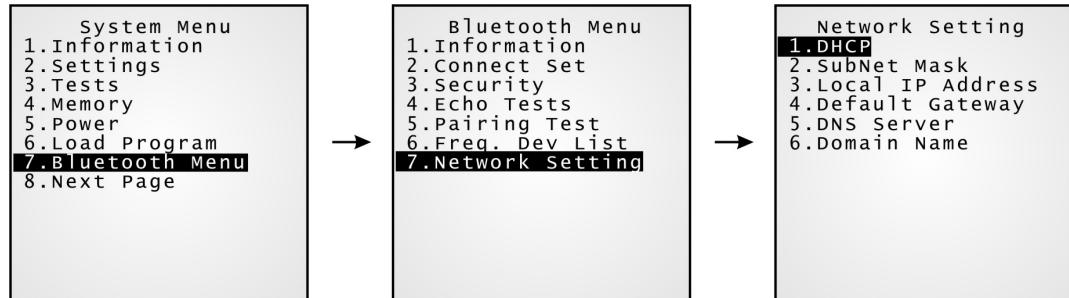 System Menu
1.Information
2.Settings
3.Tests
4.Memory
5.Power
6.Load Program
7.Bluetooth Menu
8.Next Page
Bluetooth Menu
1.Information
2.Connect Set
3.Security
4.Echo Tests
5.Pairing Test
6.Freq. Dev List
7.Network Setting
Network Setting
1.DHCP
2.SubNet Mask
3.Local IP Address
4.Default Gateway
5.DNS Server
6.Domain Name